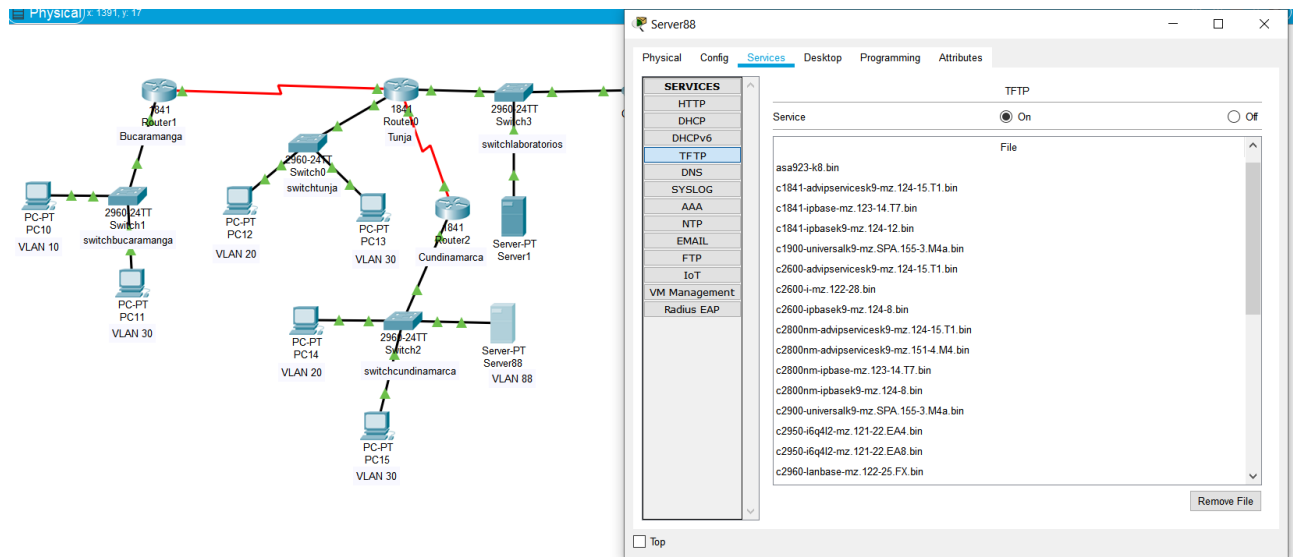 Physical x: 1391, y: 17
1841
Router1
Bucaramanga
1841
Router0
Tunja
2960-24TT
Switch3
switchlaboratorios
2960-24TT
Switch0
switchtunja
PC-PT
PC10
VLAN 10
2960-24TT
Switch1
switchbucaramanga
PC-PT
PC12
VLAN 20
PC-PT
PC13
VLAN 30
1841
Router2
Cundinamarca
Server-PT
Server1
PC-PT
PC11
VLAN 30
PC-PT
PC14
VLAN 20
2960-24TT
Switch2
switchcundinamarca
Server-PT
Server88
VLAN 88
PC-PT
PC15
VLAN 30
Server88
Physical Config Services Desktop Programming Attributes
SERVICES
HTTP
DHCP
DHCPv6
TFTP
DNS
SYSLOG
AAA
NTP
EMAIL
FTP
IoT
VM Management
Radius EAP
TFTP
Service On Off
File
asa923-k8.bin
c1841-advipservicesk9-mz.124-15.T1.bin
c1841-ipbase-mz.123-14.T7.bin
c1841-ipbasek9-mz.124-12.bin
c1900-universalk9-mz.SPA.155-3.M4a.bin
c2600-advipservicesk9-mz.124-15.T1.bin
c2600-i-mz.122-28.bin
c2600-ipbasek9-mz.124-8.bin
c2800nm-advipservicesk9-mz.124-15.T1.bin
c2800nm-advipservicesk9-mz.151-4.M4.bin
c2800nm-ipbase-mz.123-14.T7.bin
c2800nm-ipbasek9-mz.124-8.bin
c2900-universalk9-mz.SPA.155-3.M4a.bin
c2950-i6q4l2-mz.121-22.EA4.bin
c2950-i6q4l2-mz.121-22.EA8.bin
c2960-lanbase-mz.122-25.FX.bin
Remove File
Top